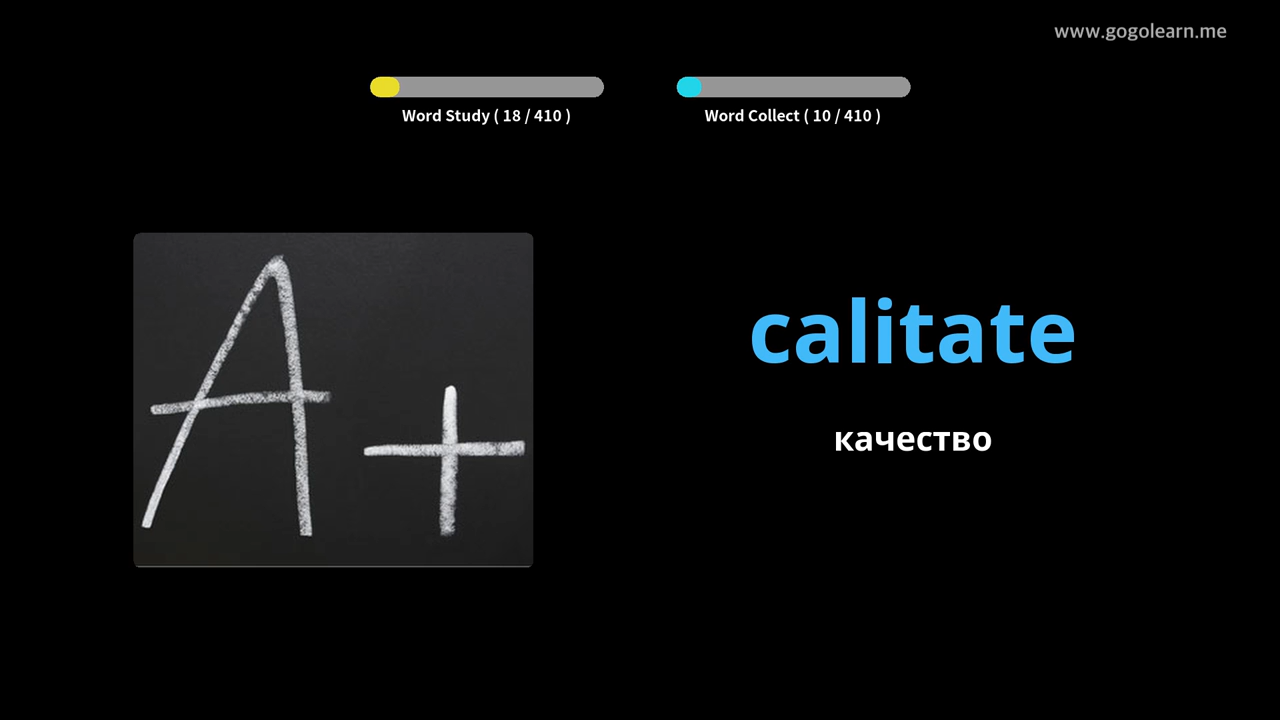 www.gogolearn.me
Word Study ( 18 / 410 )
Word Collect ( 10 / 410 )
A+
calitate
качество